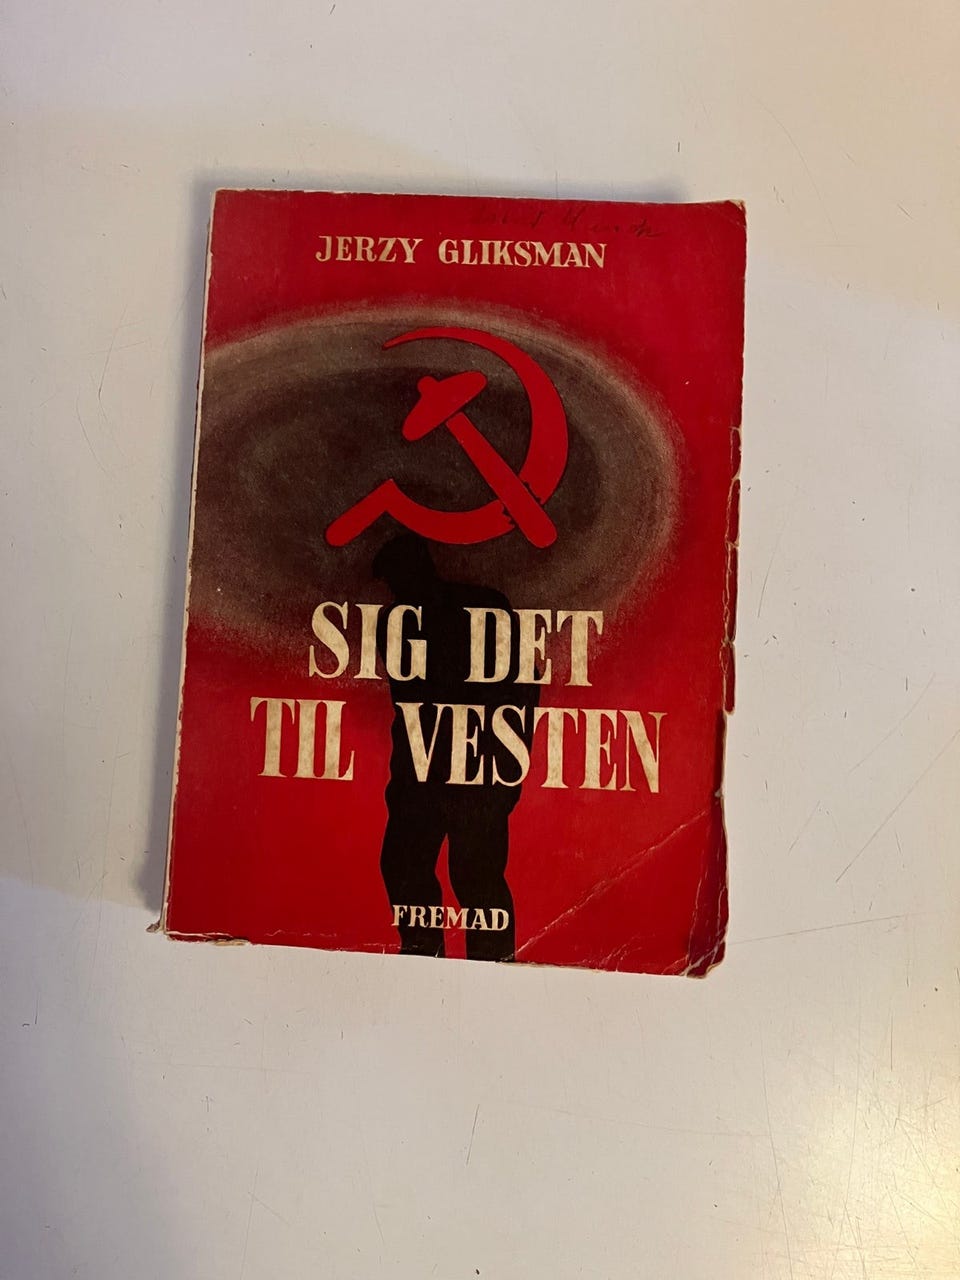 JERZY GLIKSMAN
SIG DET
TIL VESTEN
FREMAD